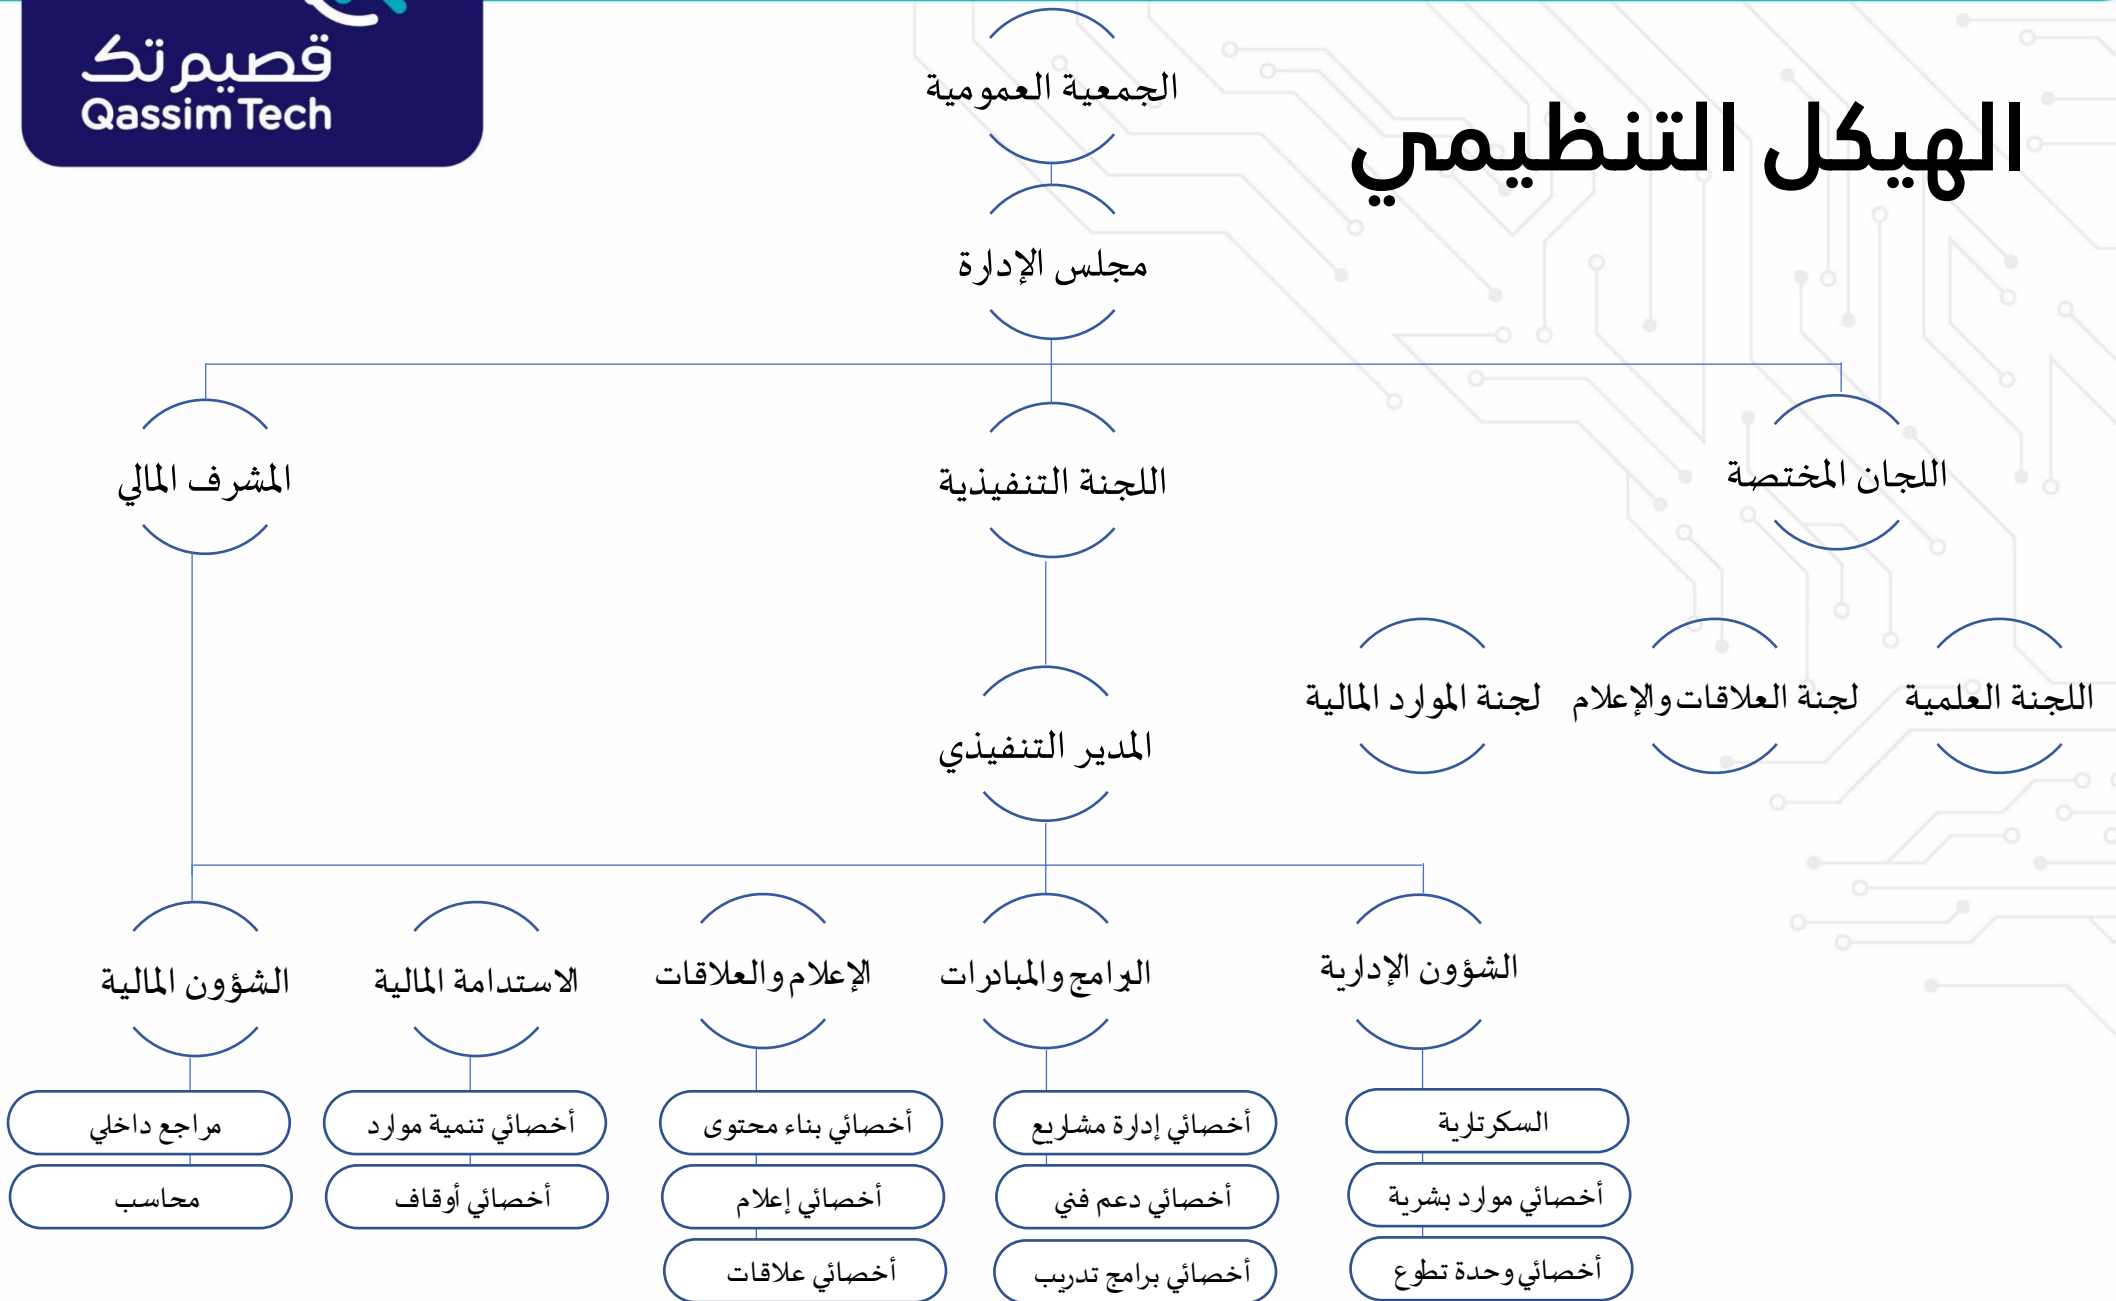 قصيم تك
Qassim Tech
الهيكل التنظيمي
الجمعية العمومية
مجلس الإدارة
اللجان المختصة
اللجنة التنفيذية
المشرف المالي
اللجنة العلمية
لجنة العلاقات والإعلام
لجنة الموارد المالية
المدير التنفيذي
الشؤون الإدارية
البرامج والمبادرات
الإعلام والعلاقات
الاستدامة المالية
الشؤون المالية
السكرتارية
أخصائي إدارة مشاريع
أخصائي بناء محتوى
أخصائي تنمية موارد
مراجع داخلي
أخصائي موارد بشرية
أخصائي دعم فني
أخصائي إعلام
أخصائي أوقاف
محاسب
أخصائي وحدة تطوع
أخصائي برامج تدريب
أخصائي علاقات